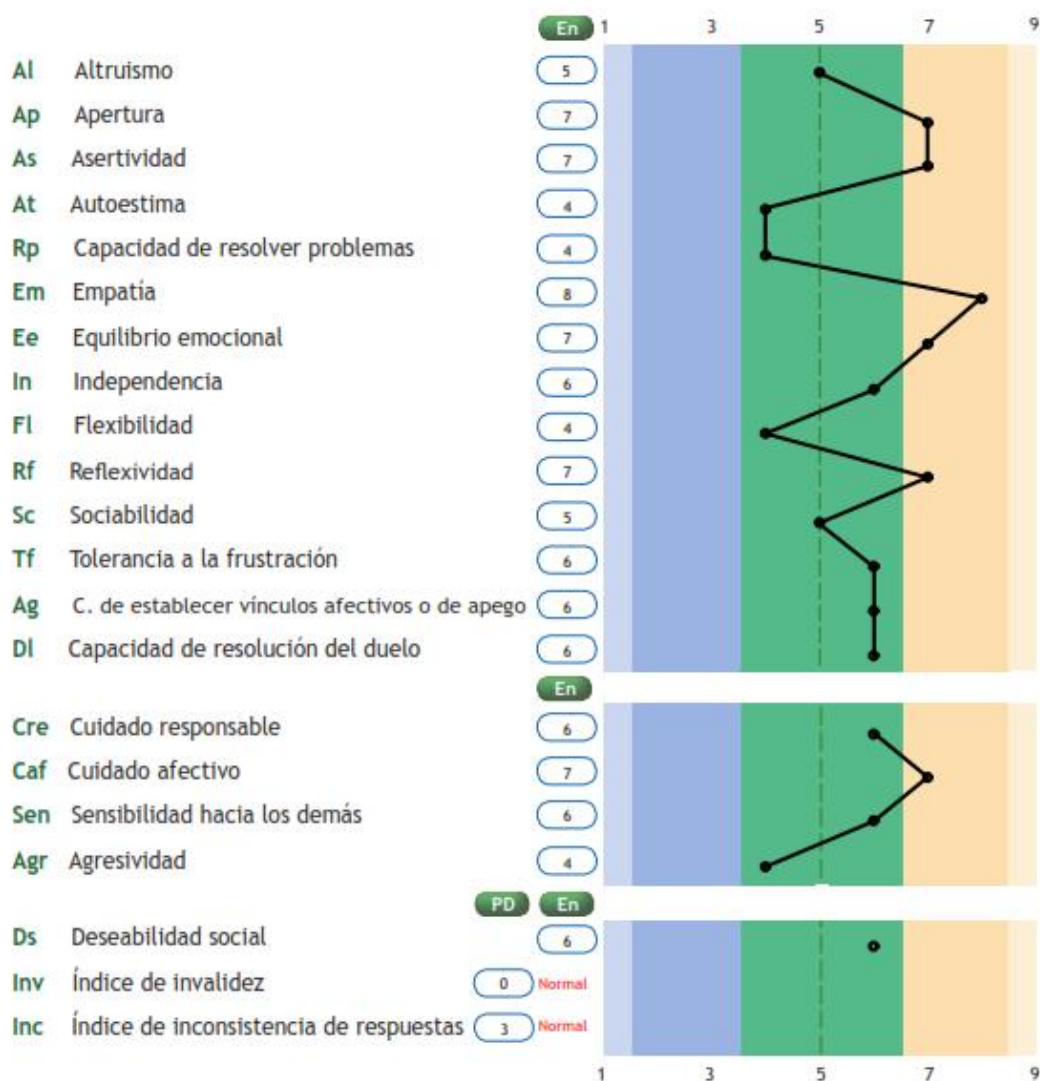 En 1 3 5 7 9
Al Altruismo 5
Ap Apertura 7
As Asertividad 7
At Autoestima 4
Rp Capacidad de resolver problemas 4
Em Empatía 8
Ee Equilibrio emocional 7
In Independencia 6
Fl Flexibilidad 4
Rf Reflexividad 7
Sc Sociabilidad 5
Tf Tolerancia a la frustración 6
Ag C. de establecer vínculos afectivos o de apego 6
Dl Capacidad de resolución del duelo 6
En
Cre Cuidado responsable 6
Caf Cuidado afectivo 7
Sen Sensibilidad hacia los demás 6
Agr Agresividad 4
PD En
Ds Deseabilidad social 6
Inv Índice de invalidez 0 Normal
Inc Índice de inconsistencia de respuestas 3 Normal
1 3 5 7 9